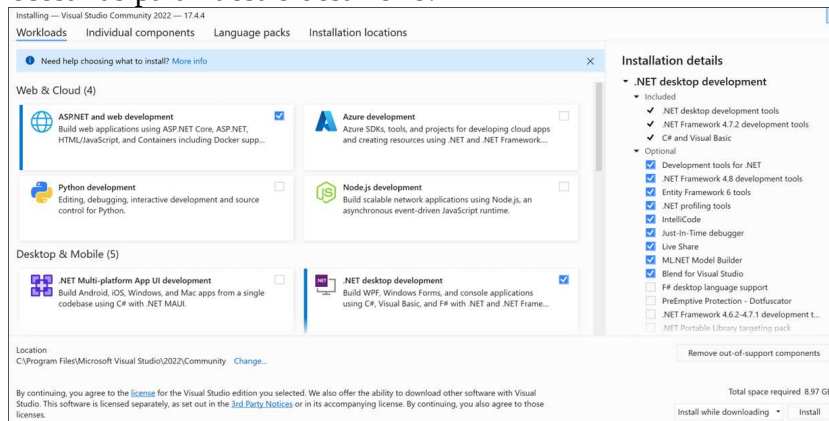 Installing — Visual Studio Community 2022 — 17.4.4
Workloads Individual components Language packs Installation locations
Need help choosing what to install? More info
Web & Cloud (4)
ASP.NET and web development
Build web applications using ASP.NET Core, ASP.NET,
HTML/JavaScript, and Containers including Docker supp...
Azure development
Azure SDKs, tools, and projects for developing cloud apps
and creating resources using .NET and .NET Framework....
Python development
Editing, debugging, interactive development and source
control for Python.
Node.js development
Build scalable network applications using Node.js, an
asynchronous event-driven JavaScript runtime.
Desktop & Mobile (5)
.NET Multi-platform App UI development
Build Android, iOS, Windows, and Mac apps from a single
codebase using C# with .NET MAUI.
.NET desktop development
Build WPF, Windows Forms, and console applications
using C#, Visual Basic, and F# with .NET and .NET Frame...
Installation details
.NET desktop development
Included
.NET desktop development tools
.NET Framework 4.7.2 development tools
C# and Visual Basic
Optional
Development tools for .NET
.NET Framework 4.8 development tools
Entity Framework 6 tools
.NET profiling tools
IntelliCode
Just-In-Time debugger
Live Share
ML.NET Model Builder
Blend for Visual Studio
F# desktop language support
PreEmptive Protection - Dotfuscator
.NET Framework 4.6.2-4.7.1 development t...
.NET Portable Library targeting pack
Location
C:\Program Files\Microsoft Visual Studio\2022\Community Change...
Remove out-of-support components
By continuing, you agree to the license for the Visual Studio edition you selected. We also offer the ability to download other software with Visual
Studio. This software is licensed separately, as set out in the 3rd Party Notices or in its accompanying license. By continuing, you also agree to those
licenses.
Total space required 8.97 GB
Install while downloading Install